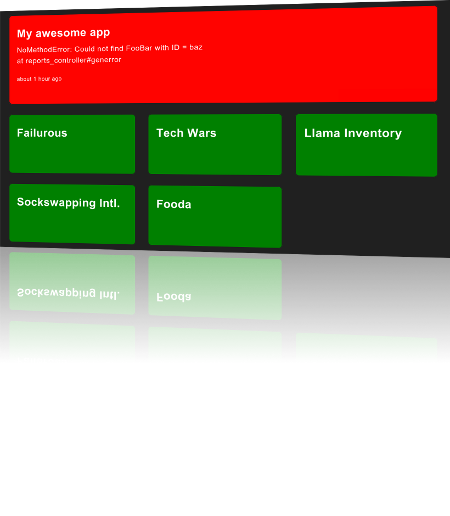 My awesome app
NoMethodError: Could not find FooBar with ID = baz
at reports_controller#generror
about 1 hour ago
Failurous
Tech Wars
Llama Inventory
Sockswapping Intl.
Fooda